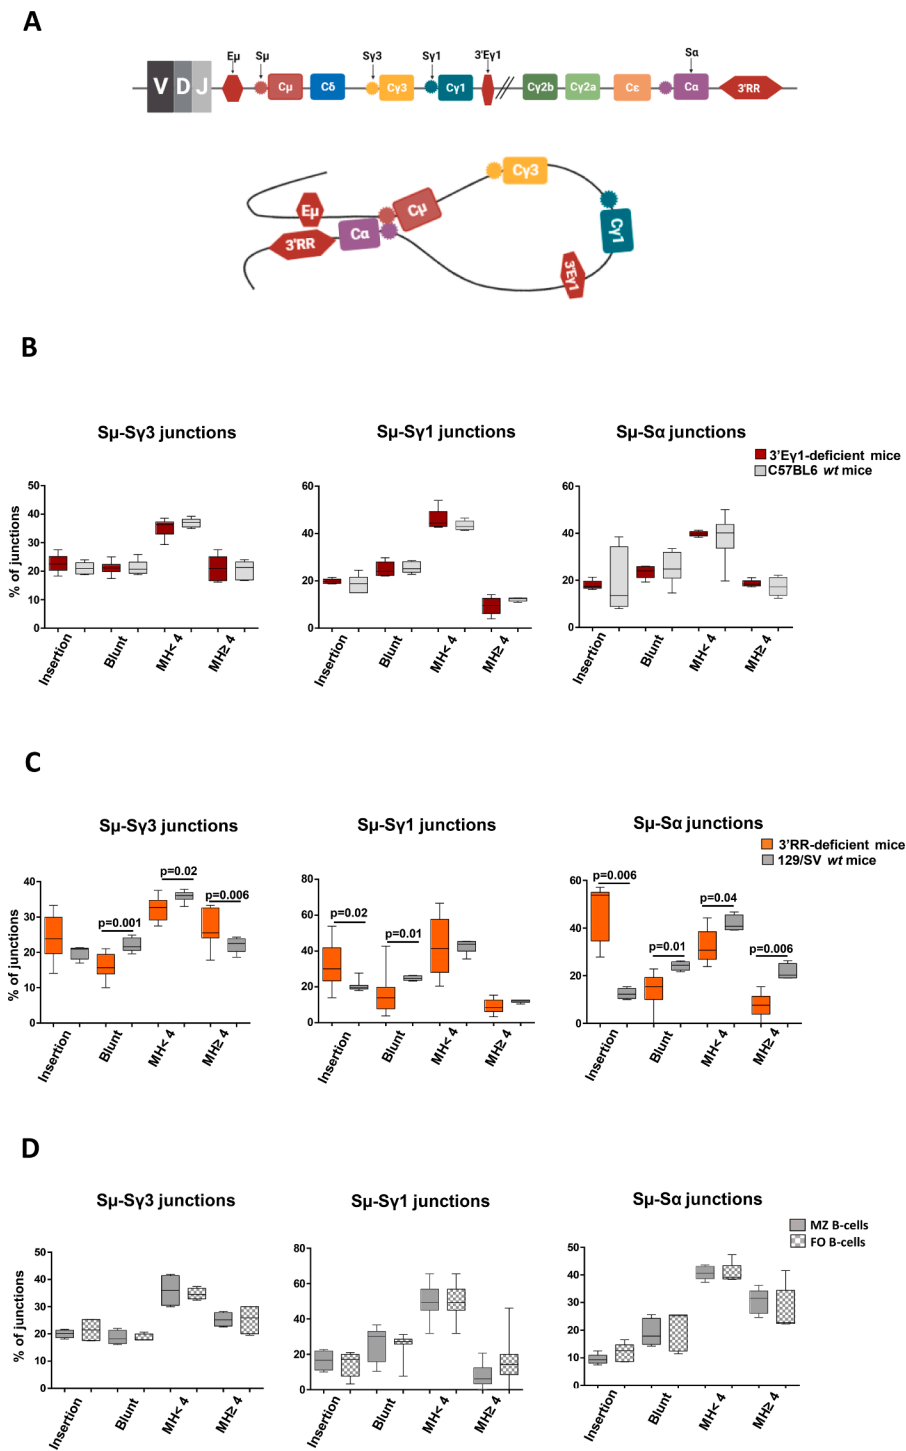 A
Eμ Sμ Sγ3 Sγ1 3'Eγ1 Sα
V D J Cμ Cδ Cγ3 Cγ1 Cγ2b Cγ2a Cε Cα 3'RR
Cγ3
Eμ Cμ
3'RR Cα Cγ1
3'Eγ1
B
Sμ-Sγ3 junctions Sμ-Sγ1 junctions Sμ-Sα junctions
3'Eγ1-deficient mice
C57BL6 wt mice
% of junctions
50
40
30
20
10
0
Insertion Blunt MH< 4 MH≥ 4
60
40
20
0
Insertion Blunt MH< 4 MH≥ 4
60
40
20
0
Insertion Blunt MH< 4 MH≥ 4
C
Sμ-Sγ3 junctions Sμ-Sγ1 junctions Sμ-Sα junctions
3'RR-deficient mice
129/SV wt mice
% of junctions
40
30
20
10
0
p=0.001 p=0.02 p=0.006
Insertion Blunt MH< 4 MH≥ 4
80
60
40
20
0
p=0.02 p=0.01
Insertion Blunt MH< 4 MH≥ 4
60
40
20
0
p=0.006 p=0.01 p=0.04 p=0.006
Insertion Blunt MH< 4 MH≥ 4
D
Sμ-Sγ3 junctions Sμ-Sγ1 junctions Sμ-Sα junctions
MZ B-cells
FO B-cells
% of junctions
50
40
30
20
10
0
Insertion Blunt MH< 4 MH≥ 4
80
60
40
20
0
Insertion Blunt MH< 4 MH≥ 4
50
40
30
20
10
0
Insertion Blunt MH< 4 MH≥ 4